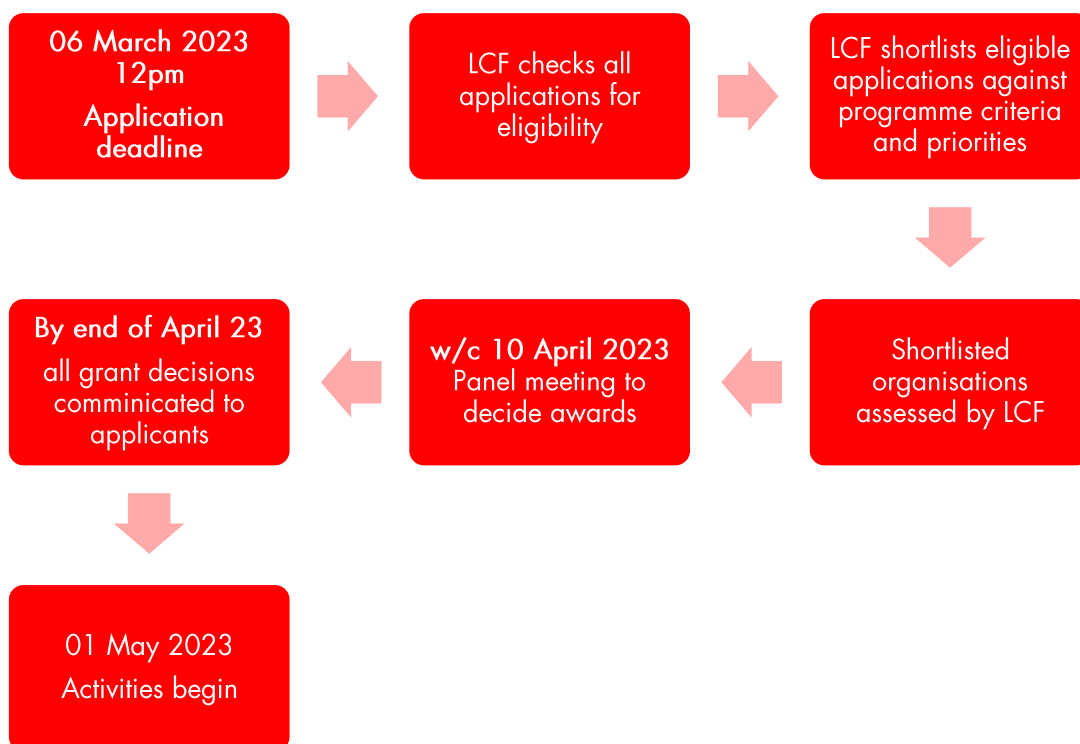 06 March 2023
12pm
Application
deadline
LCF checks all
applications for
eligibility
LCF shortlists eligible
applications against
programme criteria
and priorities
Shortlisted
organisations
assessed by LCF
w/c 10 April 2023
Panel meeting to
decide awards
By end of April 23
all grant decisions
comminicated to
applicants
01 May 2023
Activities begin